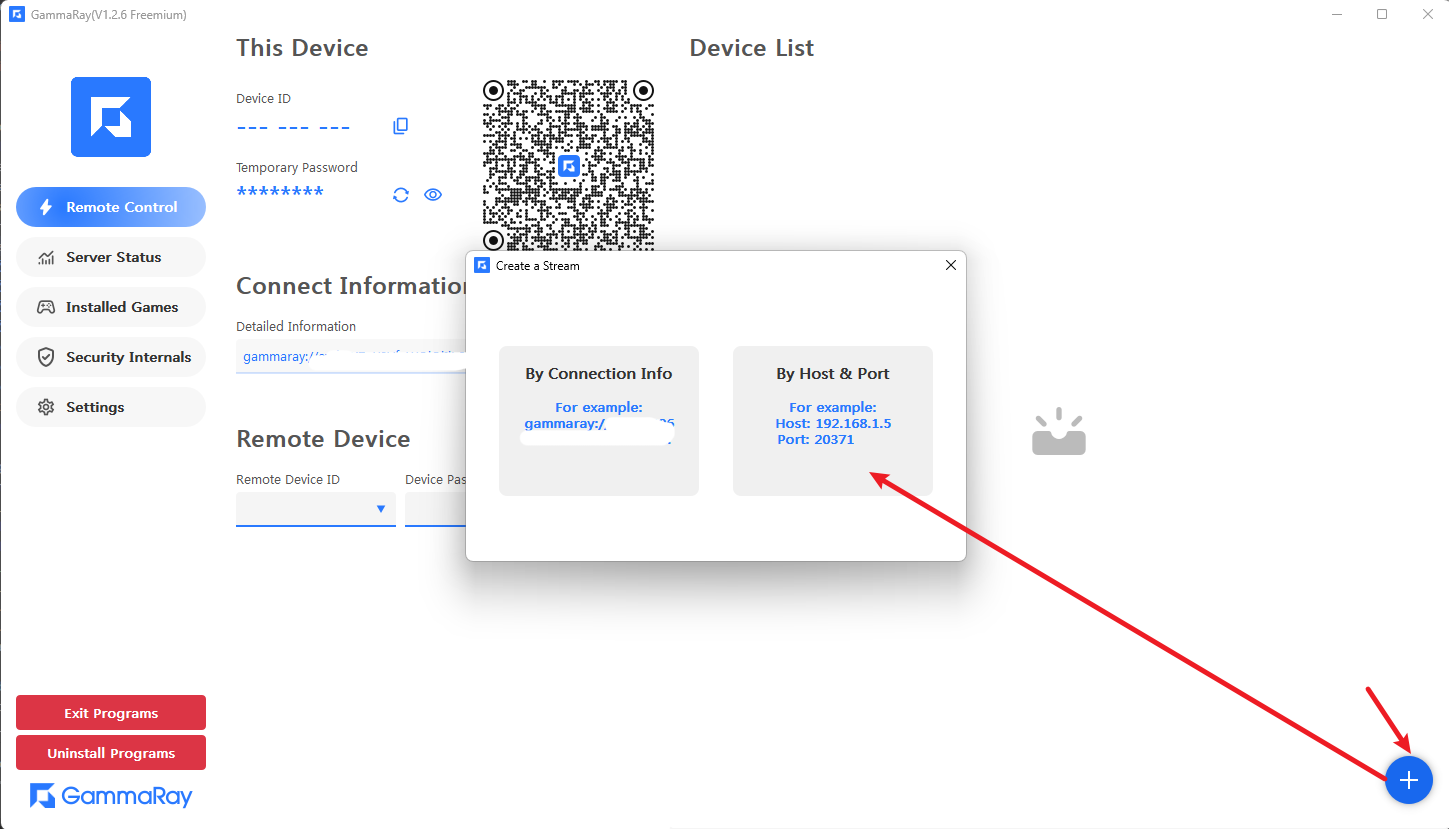 GammaRay(V1.2.6 Freemium)
This Device
Device List
Device ID
--- --- ---
Temporary Password
********
Remote Control
Server Status
Installed Games
Security Internals
Settings
Connect Information
Detailed Information
gammaray://
Remote Device
Remote Device ID
Device Pas
Create a Stream
By Connection Info
For example:
gammaray:/
By Host & Port
For example:
Host: 192.168.1.5
Port: 20371
Exit Programs
Uninstall Programs
GammaRay